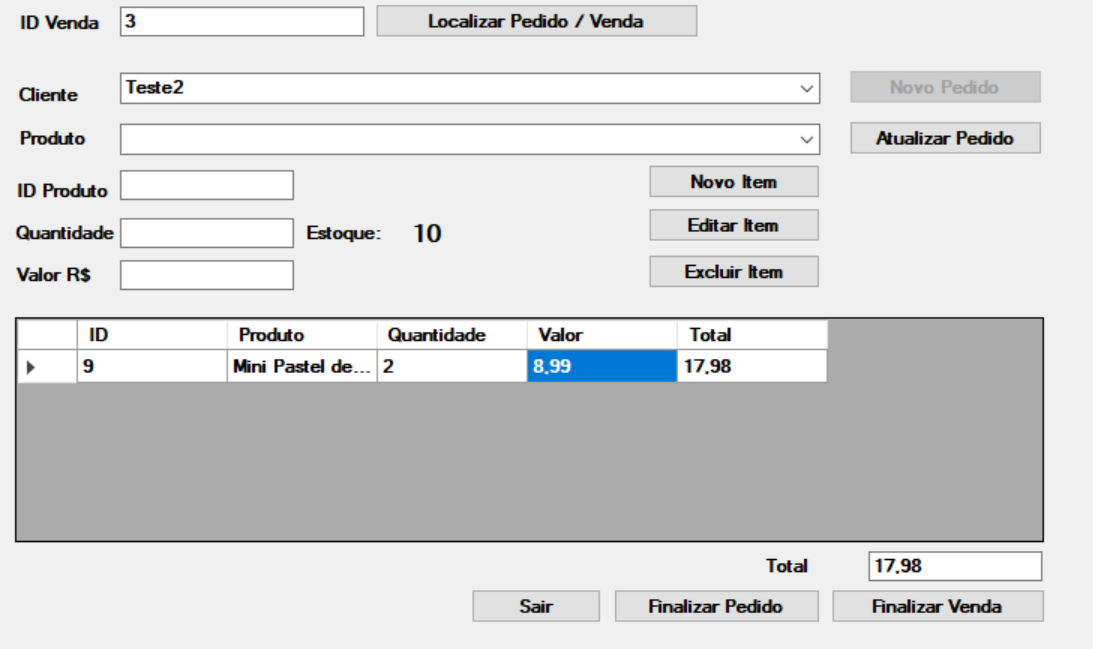 ID Venda 3 Localizar Pedido / Venda
Cliente Teste2 Novo Pedido
Produto Atualizar Pedido
ID Produto Novo Item
Quantidade Estoque: 10 Editar Item
Valor R$ Excluir Item
ID Produto Quantidade Valor Total
9 Mini Pastel de... 2 8,99 17,98
Total 17,98
Sair Finalizar Pedido Finalizar Venda